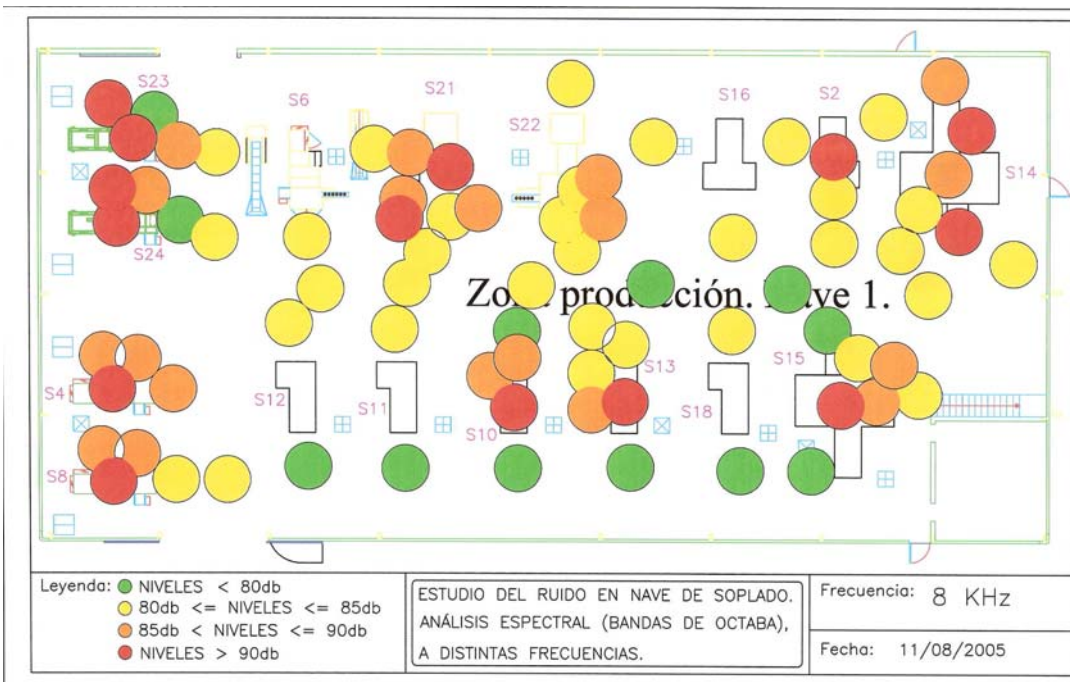 S23
S6
S21
S22
S16
S2
S14
S24
Zona producción. Nave 1.
S4
S12
S11
S10
S13
S18
S15
S8
Leyenda: NIVELES < 80db
80db <= NIVELES <= 85db
85db < NIVELES <= 90db
NIVELES > 90db
ESTUDIO DEL RUIDO EN NAVE DE SOPLADO.
ANÁLISIS ESPECTRAL (BANDAS DE OCTABA),
A DISTINTAS FRECUENCIAS.
Frecuencia: 8 KHz
Fecha: 11/08/2005